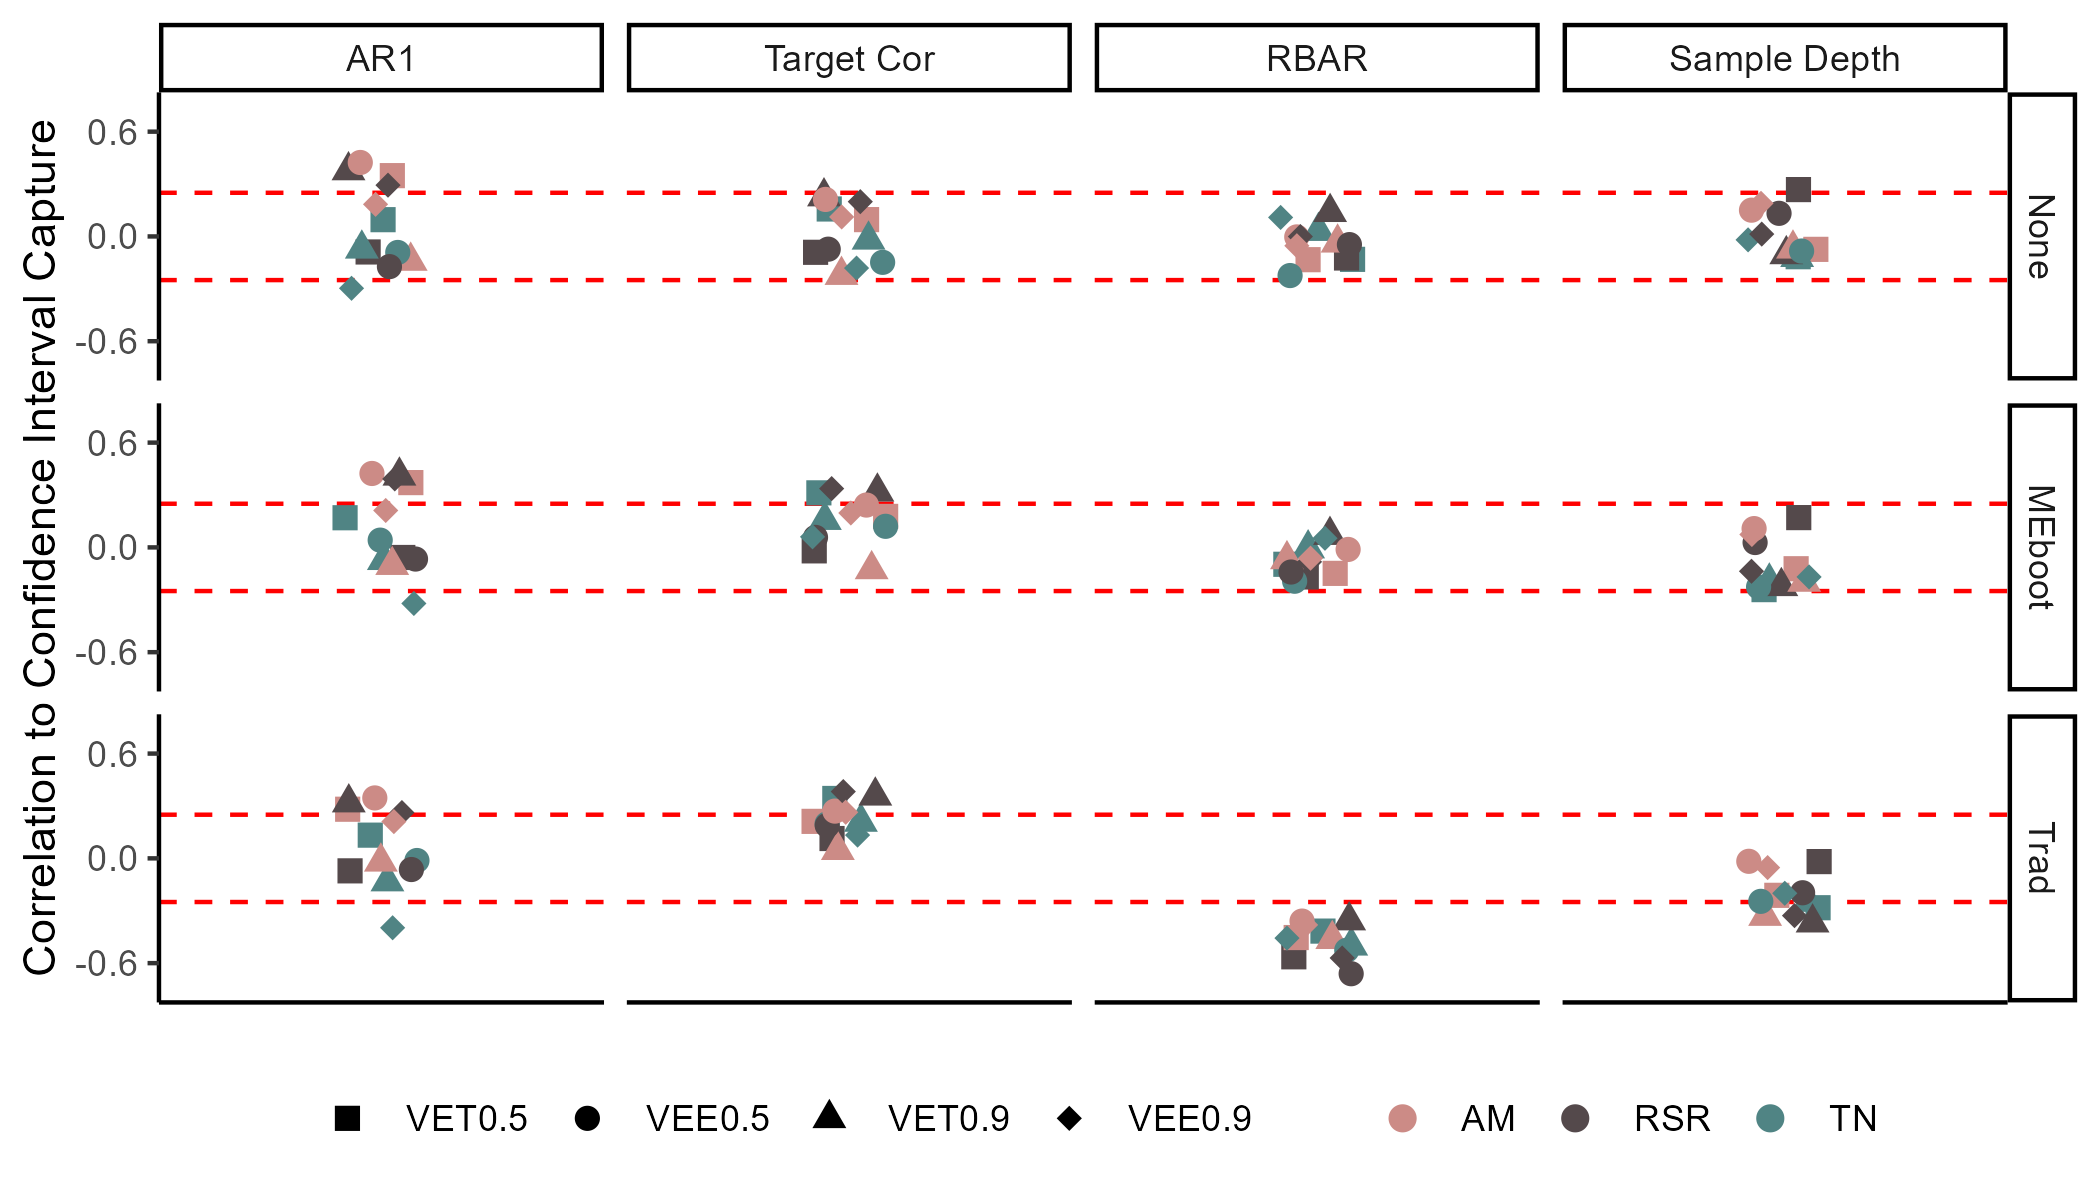 AR1
Target Cor
RBAR
Sample Depth
Correlation to Confidence Interval Capture
0.6
0.0
-0.6
None
0.6
0.0
-0.6
MEboot
0.6
0.0
-0.6
Trad
VET0.5
VEE0.5
VET0.9
VEE0.9
AM
RSR
TN